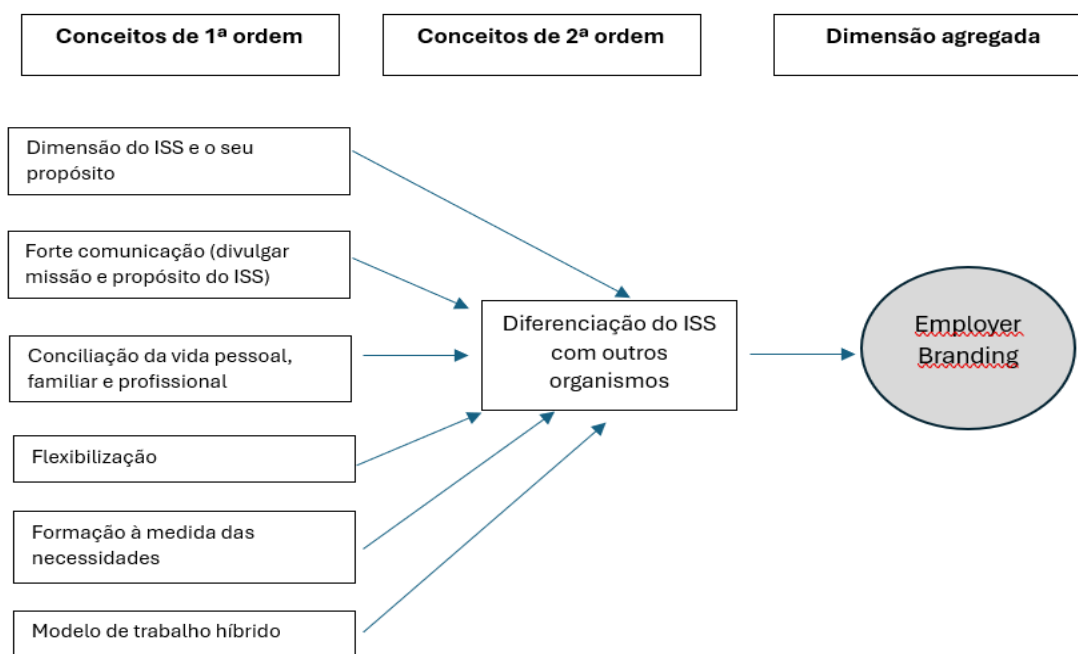 Conceitos de 1ª ordem
Conceitos de 2ª ordem
Dimensão agregada
Dimensão do ISS e o seu
propósito
Forte comunicação (divulgar
missão e propósito do ISS)
Conciliação da vida pessoal,
familiar e profissional
Flexibilização
Formação à medida das
necessidades
Modelo de trabalho híbrido
Diferenciação do ISS
com outros
organismos
Employer
Branding